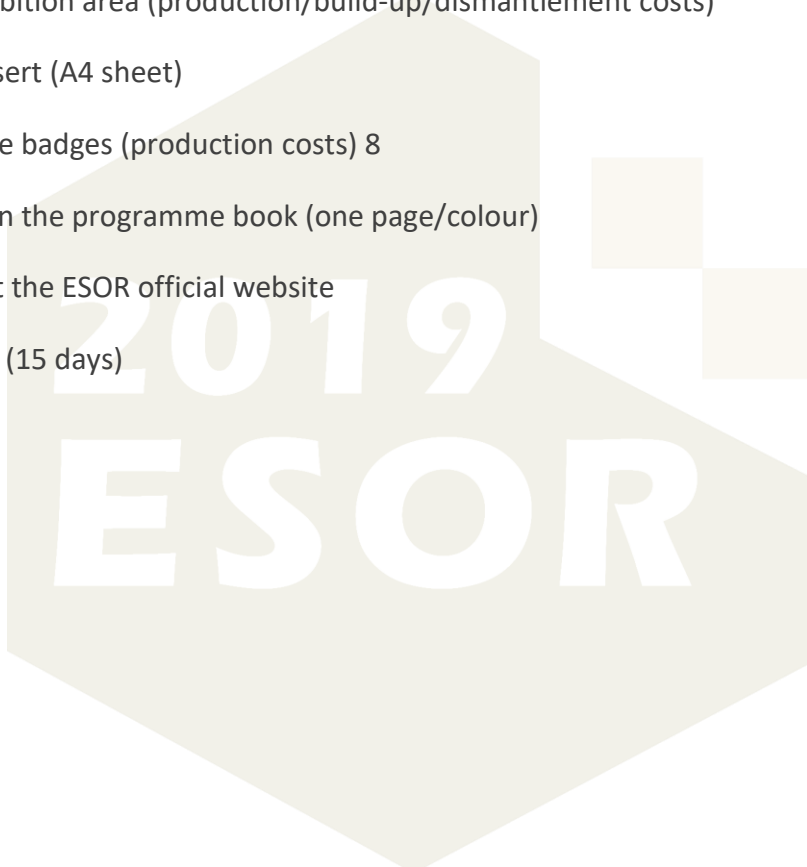 bition area (production/build-up/dismantlement costs)
sert (A4 sheet)
e badges (production costs) 8
n the programme book (one page/colour)
t the ESOR official website
(15 days)
2019
ESOR